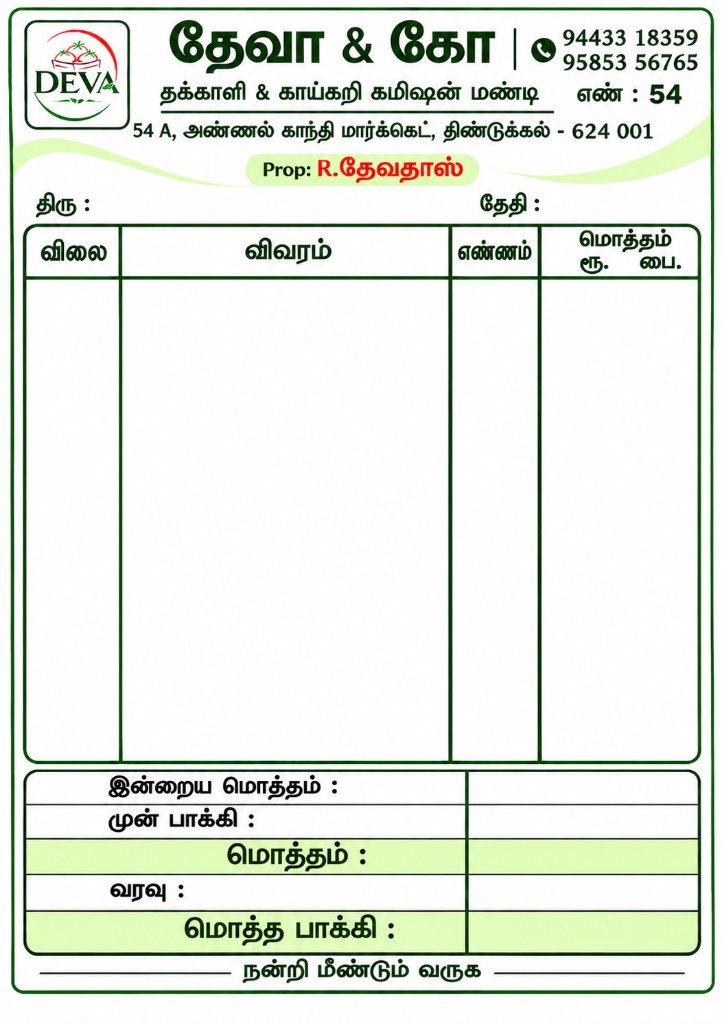 DEVA
தேவா & கோ
94433 18359
95853 56765
தக்காளி & காய்கறி கமிஷன் மண்டி
எண் : 54
54 A, அண்ணல் காந்தி மார்க்கெட், திண்டுக்கல் - 624 001
Prop: R.தேவதாஸ்
திரு : தேதி :
விலை விவரம் எண்ணம் மொத்தம்
ரூ. பை.
இன்றைய மொத்தம் :
முன் பாக்கி :
மொத்தம் :
வரவு :
மொத்த பாக்கி :
நன்றி மீண்டும் வருக